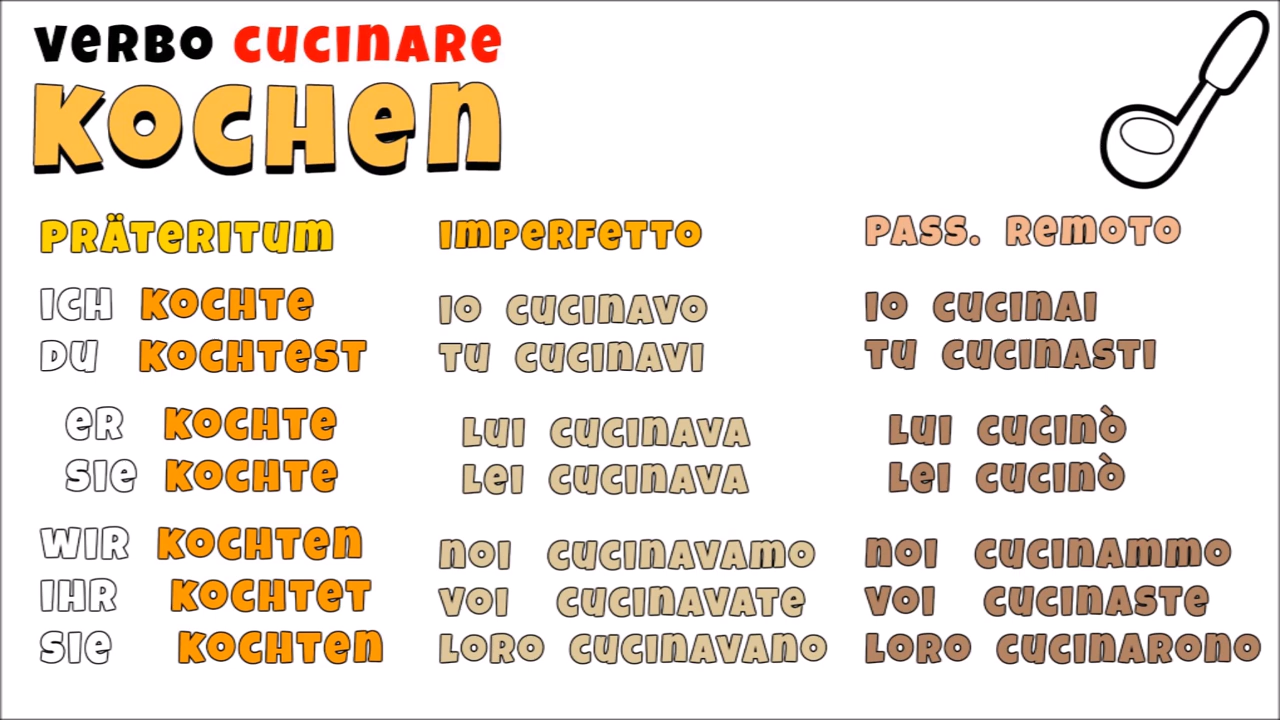 VERBO CUCINARE
KOCHEN
PRÄTERITUM
ICH KOCHTE
DU KOCHTEST
ER KOCHTE
SIE KOCHTE
WIR KOCHTEN
IHR KOCHTET
SIE KOCHTEN
IMPERFETTO
IO CUCINAVO
TU CUCINAVI
LUI CUCINAVA
LEI CUCINAVA
NOI CUCINAVAMO
VOI CUCINAVATE
LORO CUCINAVANO
PASS. REMOTO
IO CUCINAI
TU CUCINASTI
LUI CUCINÒ
LEI CUCINÒ
NOI CUCINAMMO
VOI CUCINASTE
LORO CUCINARONO